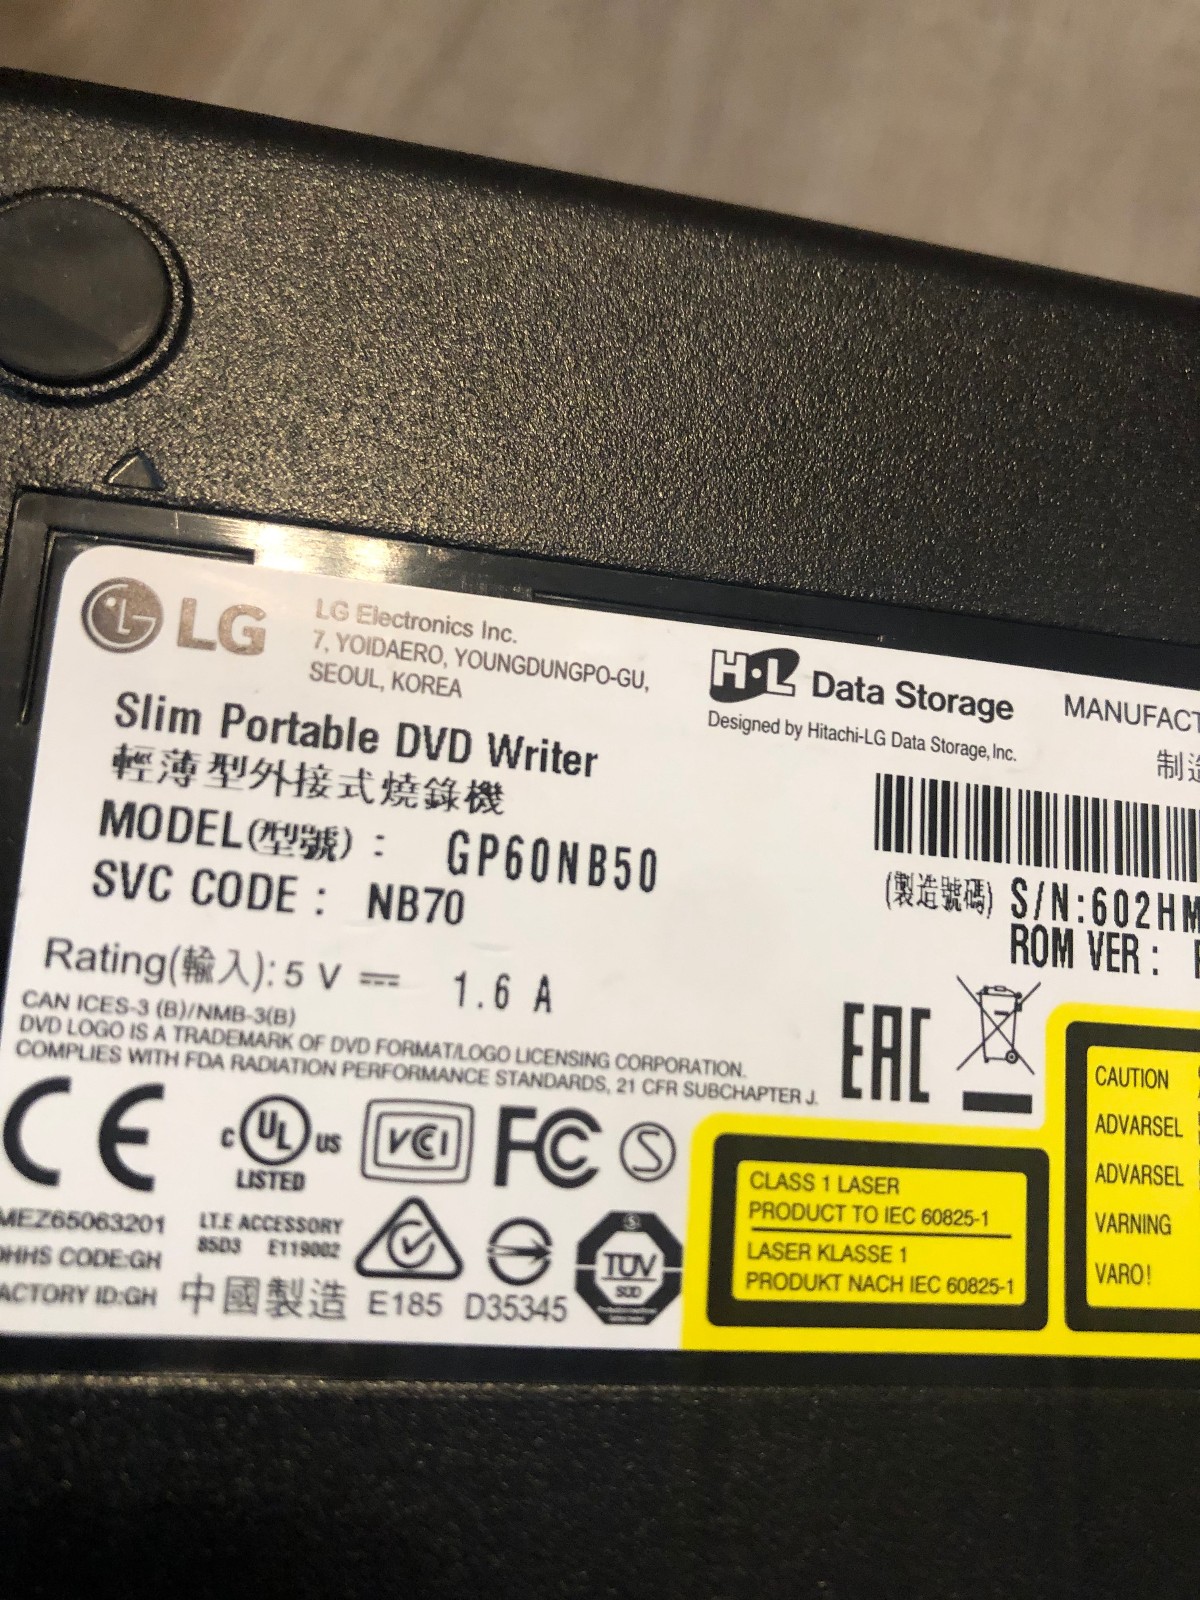 LG
LG Electronics Inc.
7, YOIDAERO, YOUNGDUNGPO-GU,
SEOUL, KOREA
Slim Portable DVD Writer
輕薄型外接式燒錄機
MODEL(型號) : GP60NB50
SVC CODE : NB70
Rating(輸入): 5 V ⎓ 1.6 A
CAN ICES-3 (B)/NMB-3(B)
DVD LOGO IS A TRADEMARK OF DVD FORMAT/LOGO LICENSING CORPORATION.
COMPLIES WITH FDA RADIATION PERFORMANCE STANDARDS, 21 CFR SUBCHAPTER J.
H·L Data Storage
Designed by Hitachi-LG Data Storage, Inc.
MANUFACT
制造
(製造號碼) S/N:602HM
ROM VER :
EAC
CE
C UL US
LISTED
VCI
FC
S
MEZ65063201
DHHS CODE:GH
FACTORY ID:GH
I.T.E ACCESSORY
85D3 E119002
中國製造
E185
D35345
TÜV
SÜD
CLASS 1 LASER
PRODUCT TO IEC 60825-1
LASER KLASSE 1
PRODUKT NACH IEC 60825-1
CAUTION
ADVARSEL
ADVARSEL
VARNING
VARO!